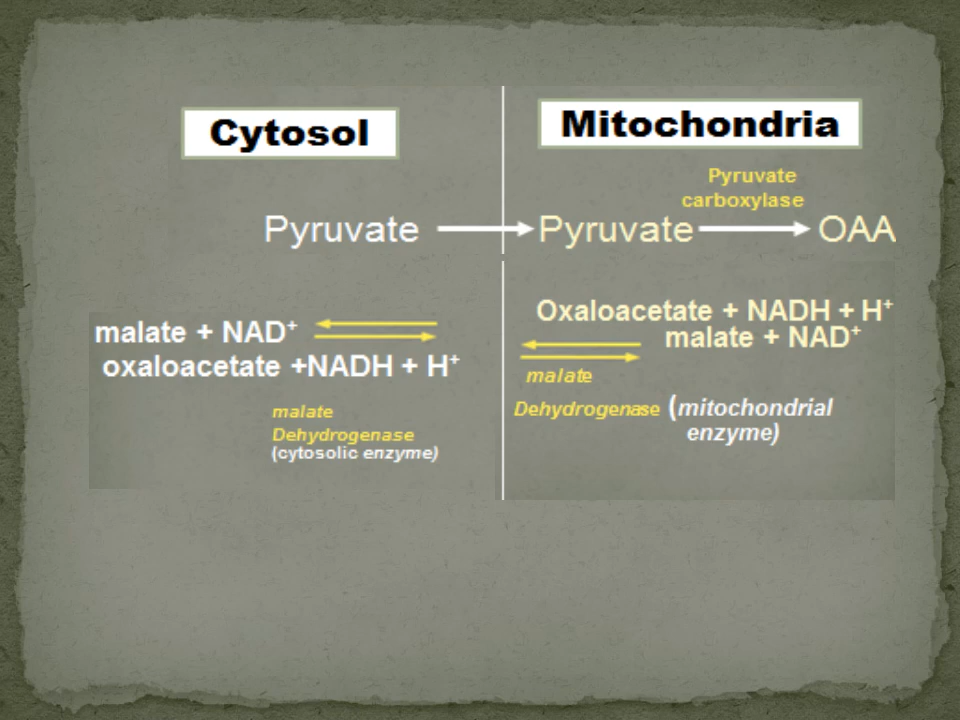 Cytosol
Mitochondria
Pyruvate
carboxylase
Pyruvate
Pyruvate
OAA
malate + NAD⁺
oxaloacetate +NADH + H⁺
malate
Dehydrogenase
(cytosolic enzyme)
Oxaloacetate + NADH + H⁺
malate + NAD⁺
malate
Dehydrogenase (mitochondrial
enzyme)